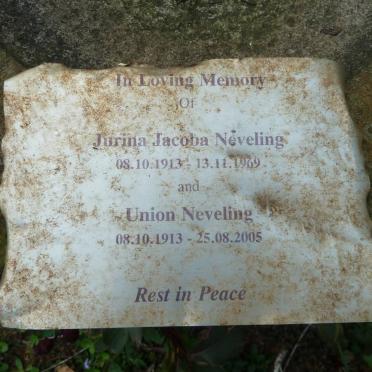 In Loving Memory
Of
Jurina Jacoba Neveling
08.10.1913 - 13.11.1969
and
Union Neveling
08.10.1913 - 25.08.2005
Rest in Peace